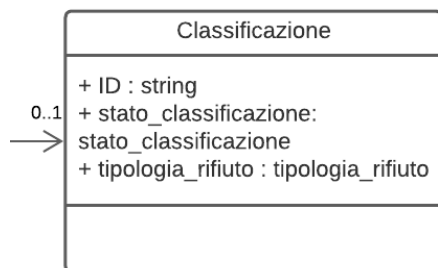 Classificazione
+ ID : string
0..1
+ stato_classificazione:
stato_classificazione
+ tipologia_rifiuto : tipologia_rifiuto